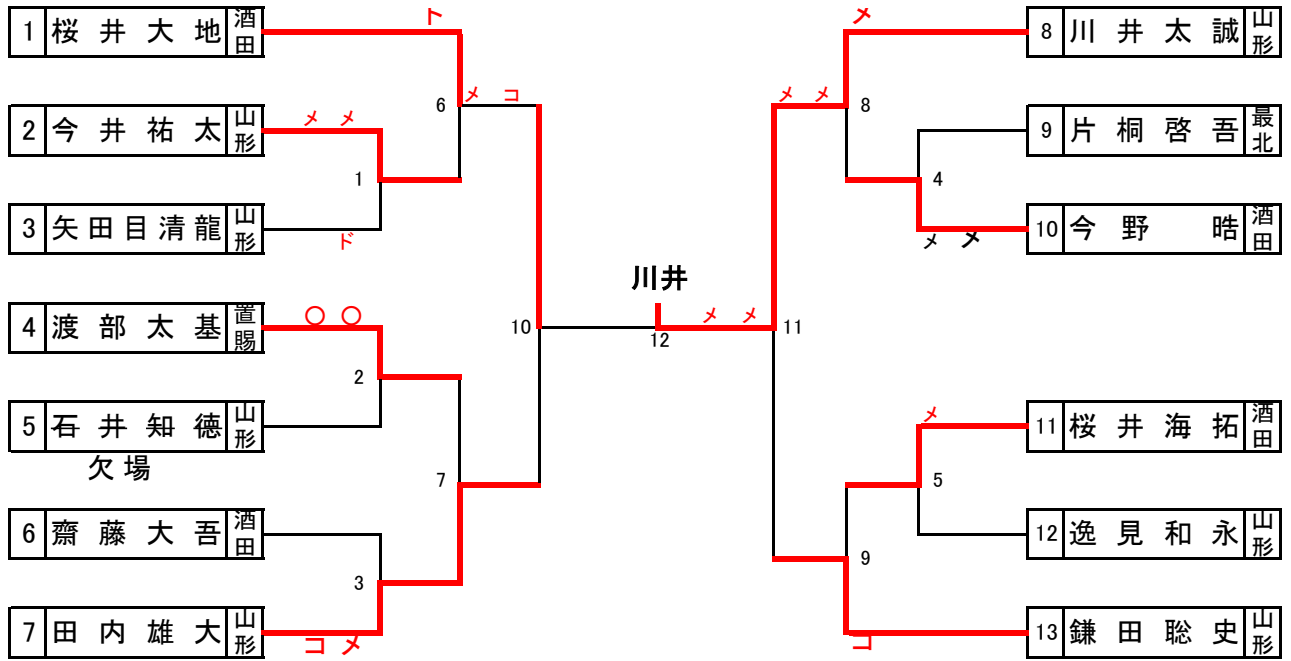 1 桜井大地 酒田
ト
6
メ コ
2 今井祐太 山形
メ メ
1
3 矢田目清龍 山形
ド
4 渡部太基 置賜
〇 〇
2
5 石井知徳 山形
欠場
7
6 齋藤大吾 酒田
3
7 田内雄大 山形
コ メ
10
川井
12
メ メ
11
メ
8 川井太誠 山形
メ メ
8
9 片桐啓吾 最北
4
10 今野晧 酒田
メ メ
メ
11 桜井海拓 酒田
5
12 逸見和永 山形
9
コ
13 鎌田聡史 山形